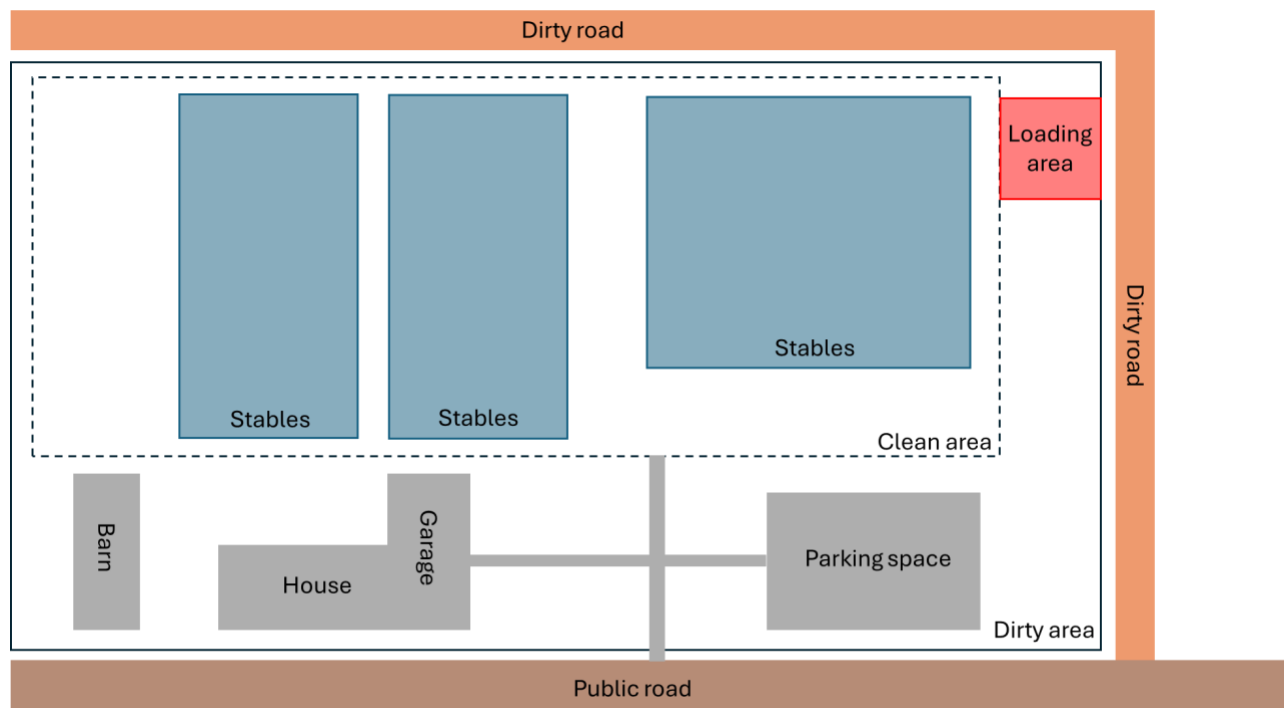 Dirty road
Loading
area
Dirty road
Stables
Stables
Stables
Clean area
Barn
Garage
House
Parking space
Dirty area
Public road